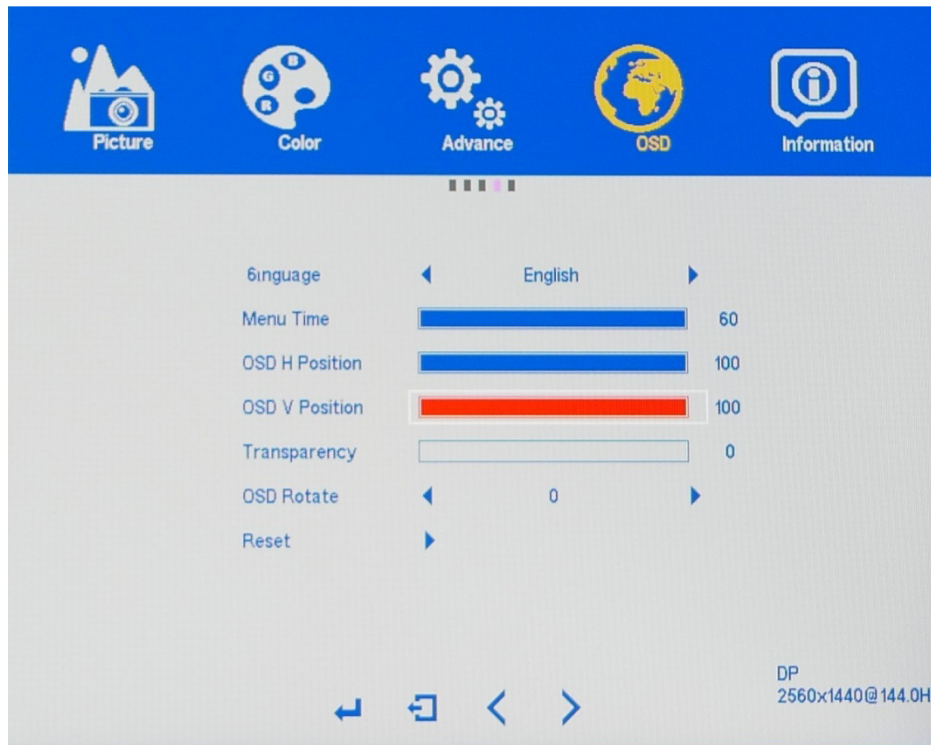 B
G
R
Picture Color Advance OSD Information
6inguage English
Menu Time 60
OSD H Position 100
OSD V Position 100
Transparency 0
OSD Rotate 0
Reset
DP
2560x1440@144.0H